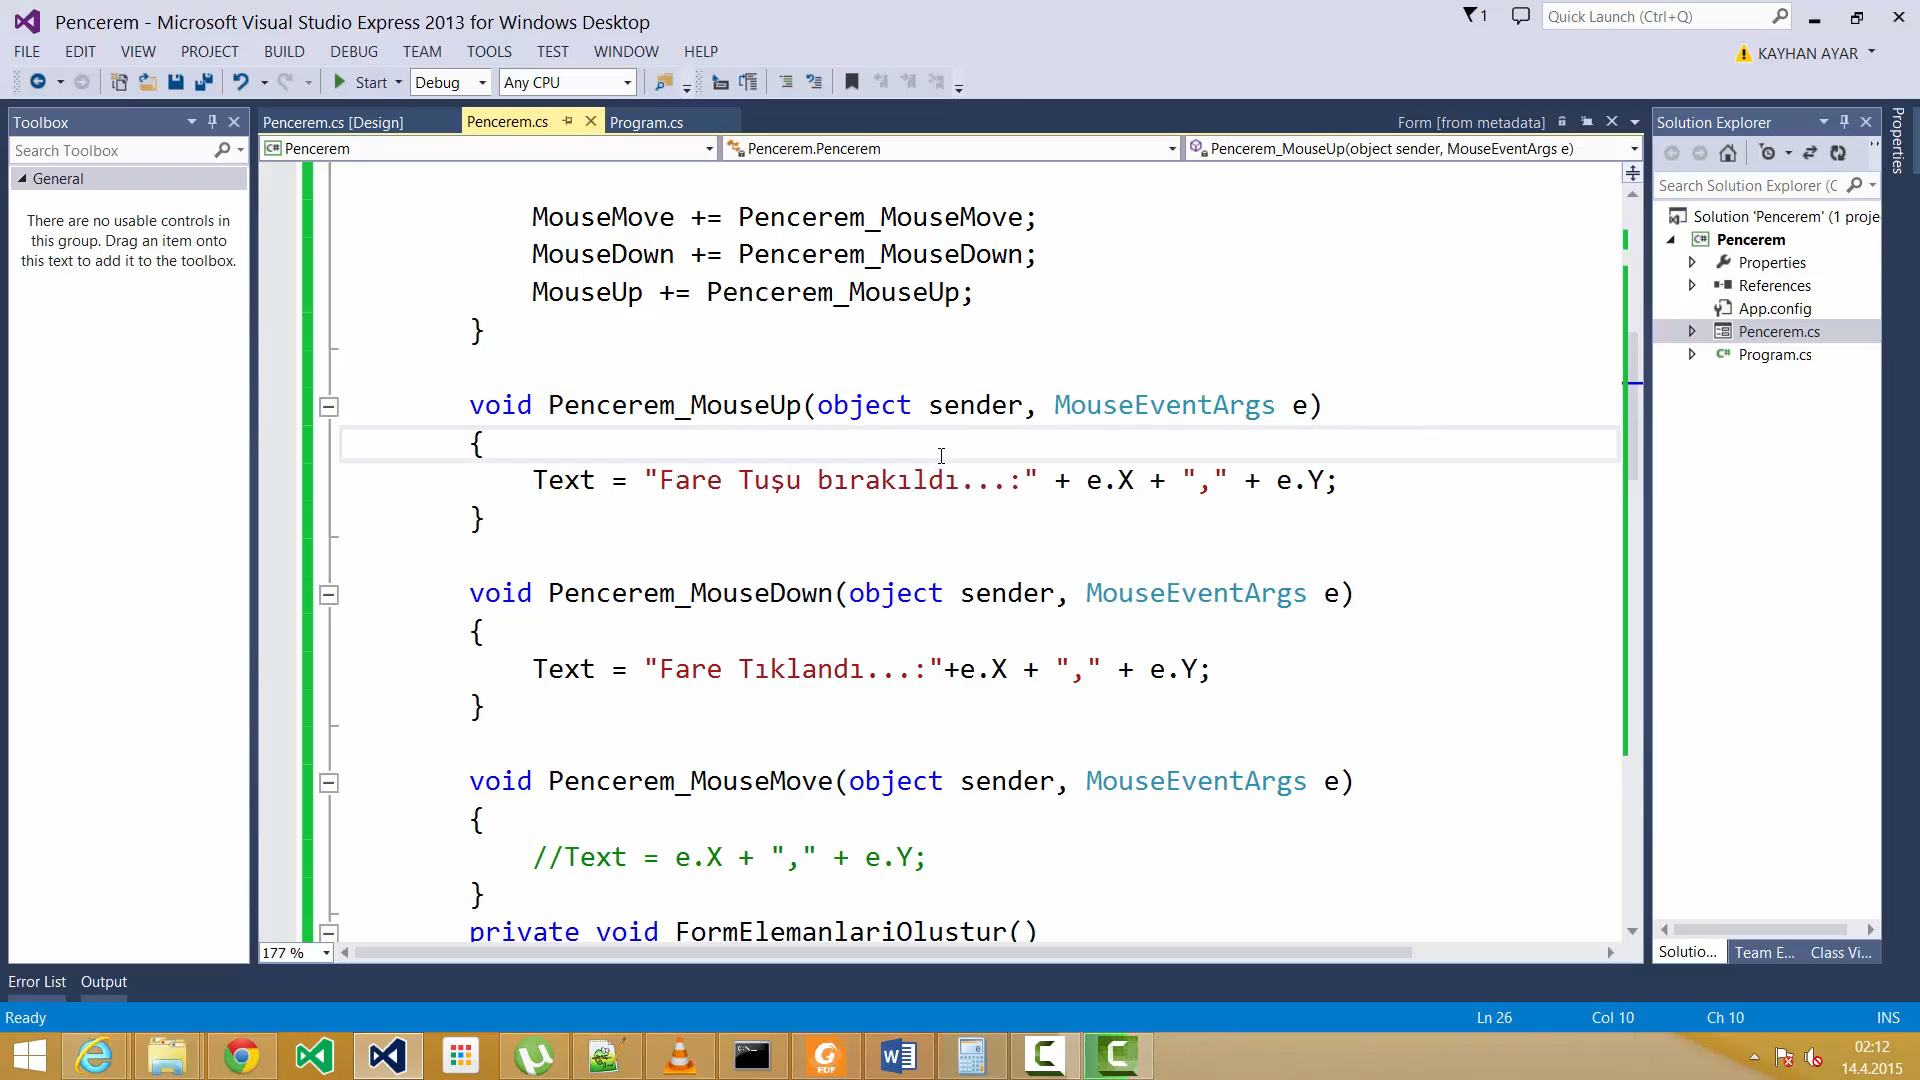 Pencerem - Microsoft Visual Studio Express 2013 for Windows Desktop
1
Quick Launch (Ctrl+Q)
FILE EDIT VIEW PROJECT BUILD DEBUG TEAM TOOLS TEST WINDOW HELP
KAYHAN AYAR
Start Debug Any CPU
Toolbox
Search Toolbox
General
There are no usable controls in
this group. Drag an item onto
this text to add it to the toolbox.
Pencerem.cs [Design] Pencerem.cs Program.cs Form [from metadata]
Pencerem Pencerem.Pencerem Pencerem_MouseUp(object sender, MouseEventArgs e)
MouseMove += Pencerem_MouseMove;
MouseDown += Pencerem_MouseDown;
MouseUp += Pencerem_MouseUp;
}
void Pencerem_MouseUp(object sender, MouseEventArgs e)
{
Text = "Fare Tuşu bırakıldı...:" + e.X + "," + e.Y;
}
void Pencerem_MouseDown(object sender, MouseEventArgs e)
{
Text = "Fare Tıklandı...:"+e.X + "," + e.Y;
}
void Pencerem_MouseMove(object sender, MouseEventArgs e)
{
//Text = e.X + "," + e.Y;
}
private void FormElemanlariOlustur()
177 %
Solution Explorer
Search Solution Explorer (C
Solution 'Pencerem' (1 proje
Pencerem
Properties
References
App.config
Pencerem.cs
Program.cs
Solutio... Team E... Class Vi...
Properties
Error List Output
Ready Ln 26 Col 10 Ch 10 INS
PDF
02:12
14.4.2015